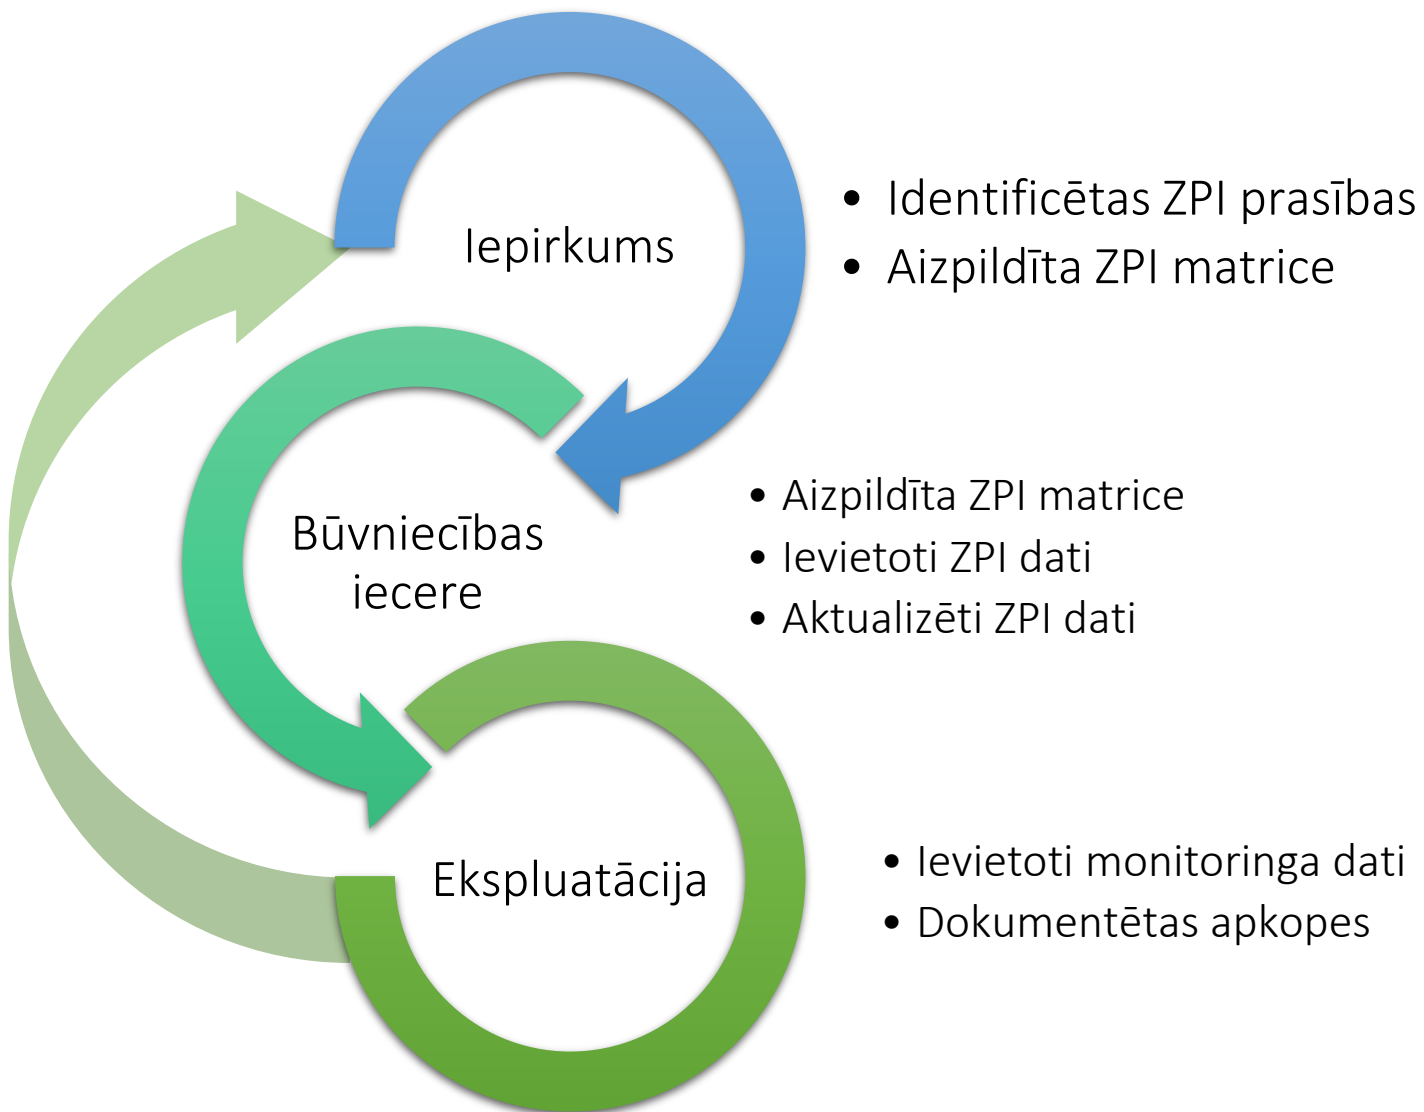 Iepirkums
• Identificētas ZPI prasības
• Aizpildīta ZPI matrice
Būvniecības
iecere
• Aizpildīta ZPI matrice
• Ievietoti ZPI dati
• Aktualizēti ZPI dati
Ekspluatācija
• Ievietoti monitoringa dati
• Dokumentētas apkopes